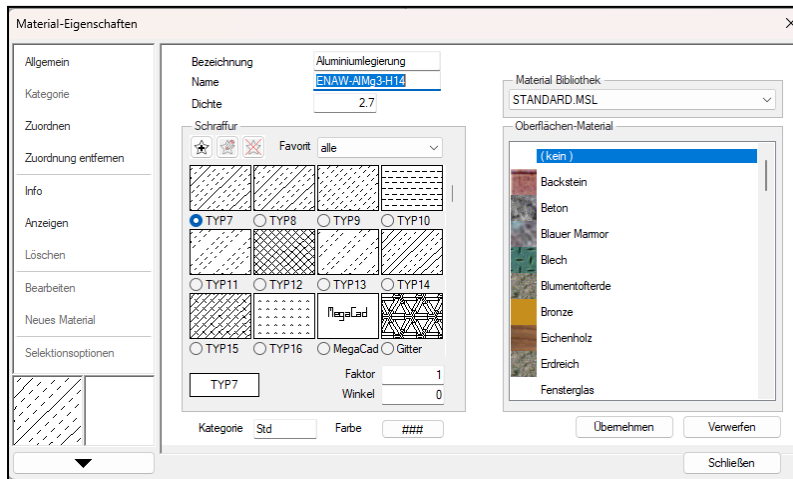 Material-Eigenschaften
Allgemein
Kategorie
Zuordnen
Zuordnung entfernen
Info
Anzeigen
Löschen
Bearbeiten
Neues Material
Selektionsoptionen
Bezeichnung Aluminiumlegierung
Name ENAW-AlMg3-H14
Dichte 2.7
Schraffur
Favorit alle
TYP7 TYP8 TYP9 TYP10
TYP11 TYP12 TYP13 TYP14
MegaCad
TYP15 TYP16 MegaCad Gitter
TYP7
Faktor 1
Winkel 0
Kategorie Std Farbe ###
Material Bibliothek
STANDARD.MSL
Oberflächen-Material
(kein )
Backstein
Beton
Blauer Marmor
Blech
Blumentofterde
Bronze
Eichenholz
Erdreich
Fensterglas
Übernehmen Verwerfen
Schließen